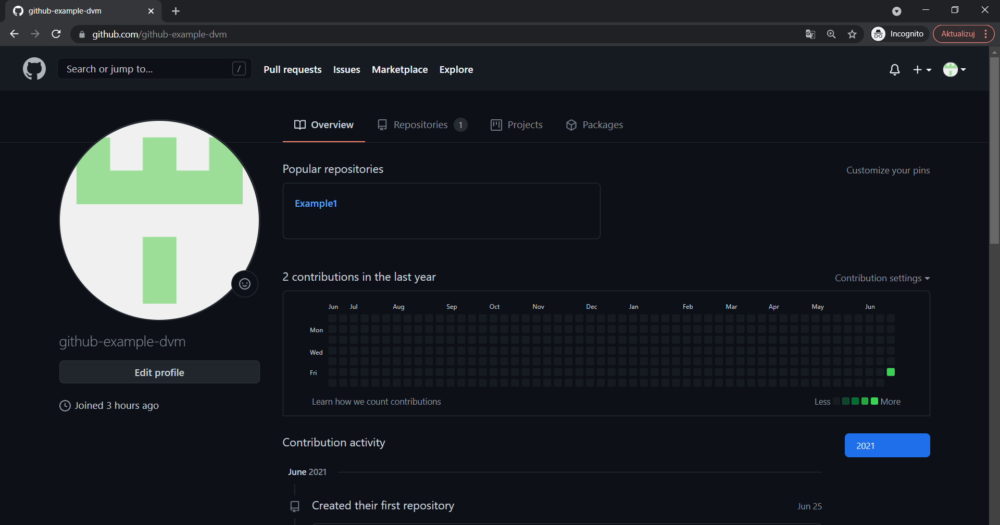 github-example-dvm
github.com/github-example-dvm
Incognito
Aktualizuj
Search or jump to...
/
Pull requests Issues Marketplace Explore
Overview Repositories 1 Projects Packages
Popular repositories
Customize your pins
Example1
2 contributions in the last year
Contribution settings
Jun Jul Aug Sep Oct Nov Dec Jan Feb Mar Apr May Jun
Mon
Wed
Fri
Learn how we count contributions
Less More
github-example-dvm
Edit profile
Joined 3 hours ago
Contribution activity
2021
June 2021
Created their first repository
Jun 25